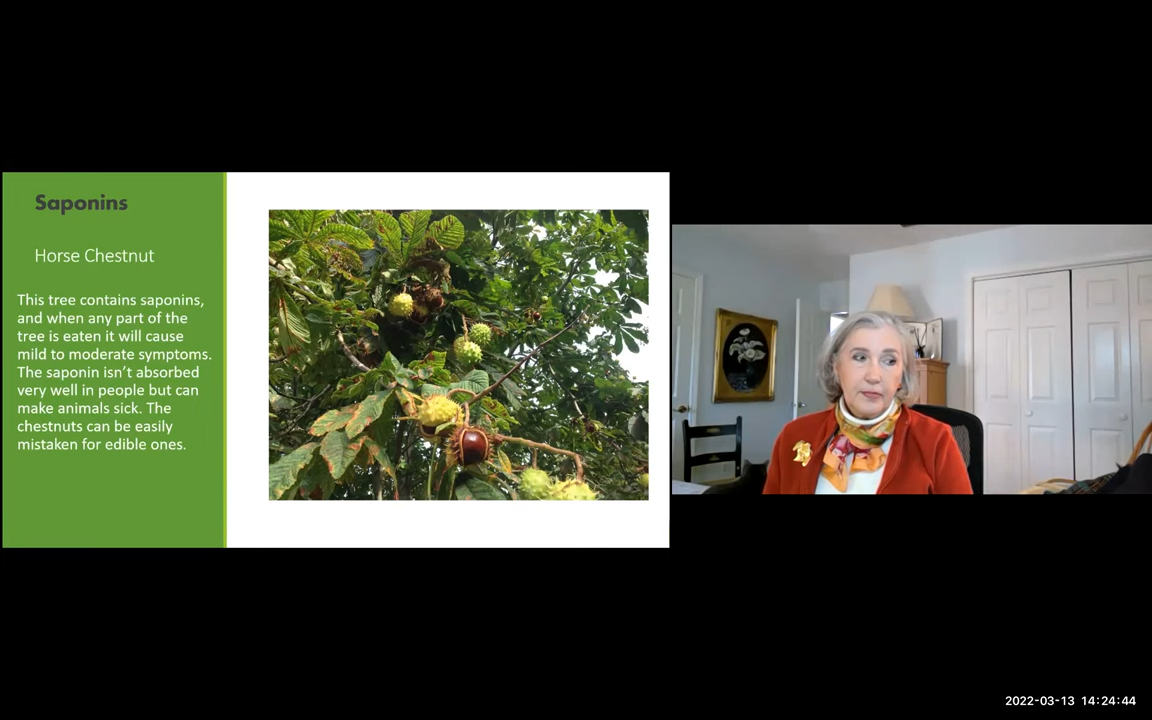 Saponins
Horse Chestnut
This tree contains saponins,
and when any part of the
tree is eaten it will cause
mild to moderate symptoms.
The saponin isn't absorbed
very well in people but can
make animals sick. The
chestnuts can be easily
mistaken for edible ones.
2022-03-13 14:24:44